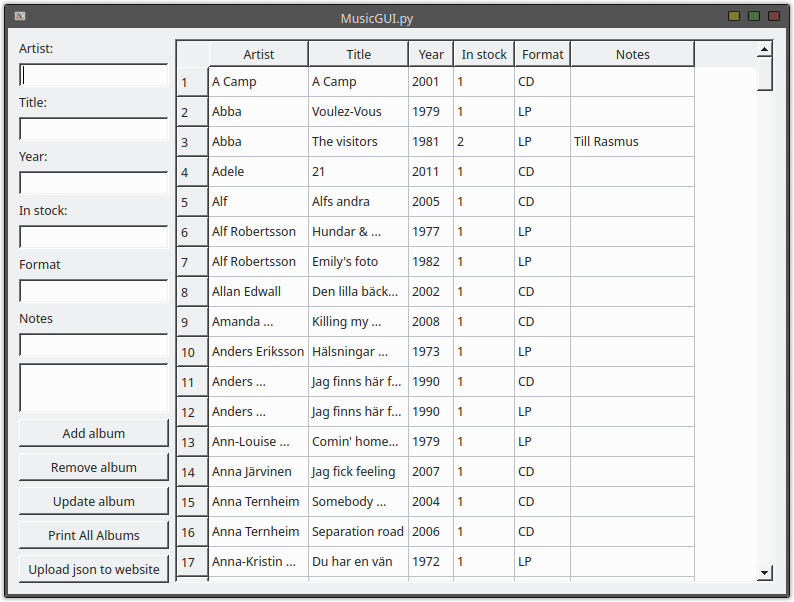 MusicGUI.py
Artist:
Title:
Year:
In stock:
Format
Notes
Add album
Remove album
Update album
Print All Albums
Upload json to website
Artist Title Year In stock Format Notes
1 A Camp A Camp 2001 1 CD
2 Abba Voulez-Vous 1979 1 LP
3 Abba The visitors 1981 2 LP Till Rasmus
4 Adele 21 2011 1 CD
5 Alf Alfs andra 2005 1 CD
6 Alf Robertsson Hundar & ... 1977 1 LP
7 Alf Robertsson Emily's foto 1982 1 LP
8 Allan Edwall Den lilla bäck... 2002 1 CD
9 Amanda ... Killing my ... 2008 1 CD
10 Anders Eriksson Hälsningar ... 1973 1 LP
11 Anders ... Jag finns här f... 1990 1 CD
12 Anders ... Jag finns här f... 1990 1 LP
13 Ann-Louise ... Comin' home... 1979 1 LP
14 Anna Järvinen Jag fick feeling 2007 1 CD
15 Anna Ternheim Somebody ... 2004 1 CD
16 Anna Ternheim Separation road 2006 1 CD
17 Anna-Kristin ... Du har en vän 1972 1 LP